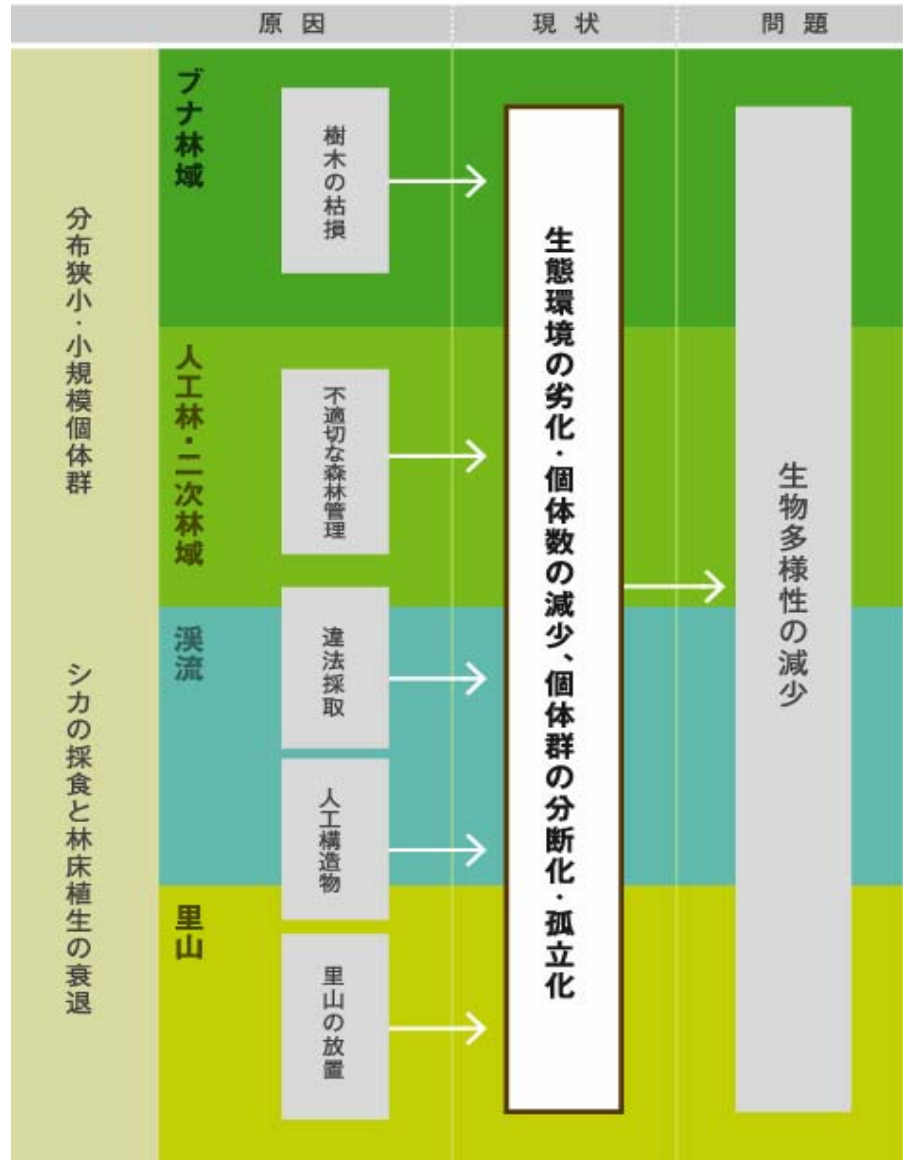 原因
現状
問題
分布狭小・小規模個体群
シカの採食と林床植生の衰退
ブナ林域
樹木の枯損
人工林・二次林域
不適切な森林管理
渓流
違法採取
人工構造物
里山
里山の放置
生態環境の劣化・個体数の減少、個体群の分断化・孤立化
生物多様性の減少